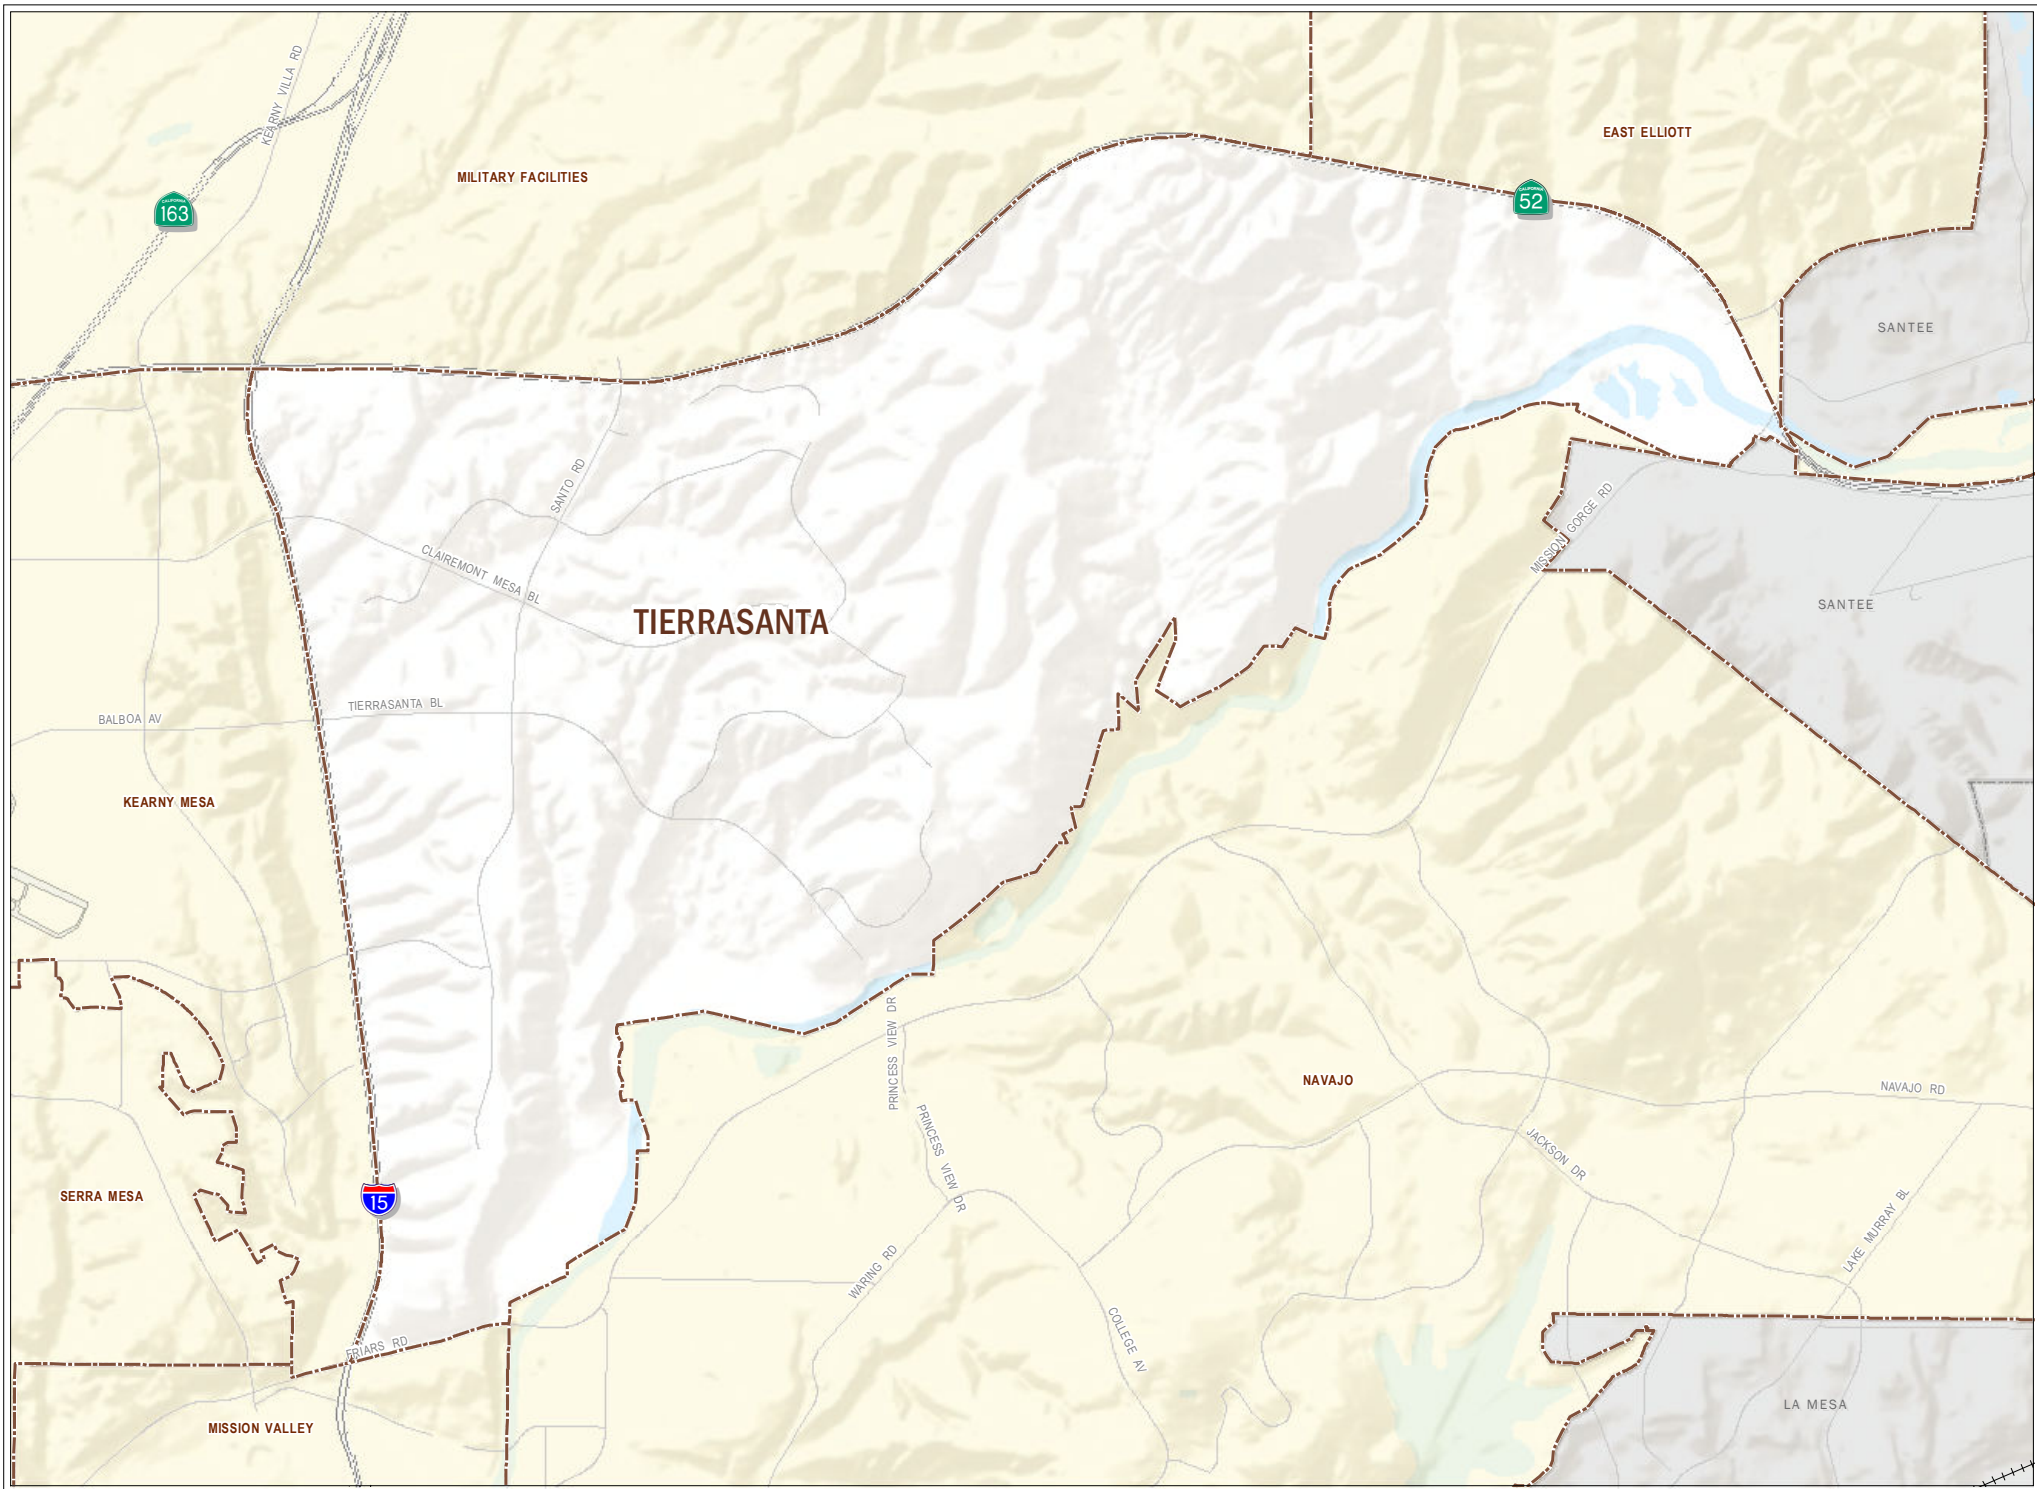 KEARNY VILLA RD
EAST ELLIOTT
MILITARY FACILITIES
CALIFORNIA
163
CALIFORNIA
52
SANTEE
SANTO RD
MISSION GORGE RD
CLAIREMONT MESA BL
SANTEE
TIERRASANTA
TIERRASANTA BL
BALBOA AV
KEARNY MESA
PRINCESS VIEW DR
NAVAJO
NAVAJO RD
PRINCESS VIEW DR
JACKSON DR
SERRA MESA
15
LAKE MURRAY BL
WARING RD
COLLEGE AV
FRIARS RD
LA MESA
MISSION VALLEY